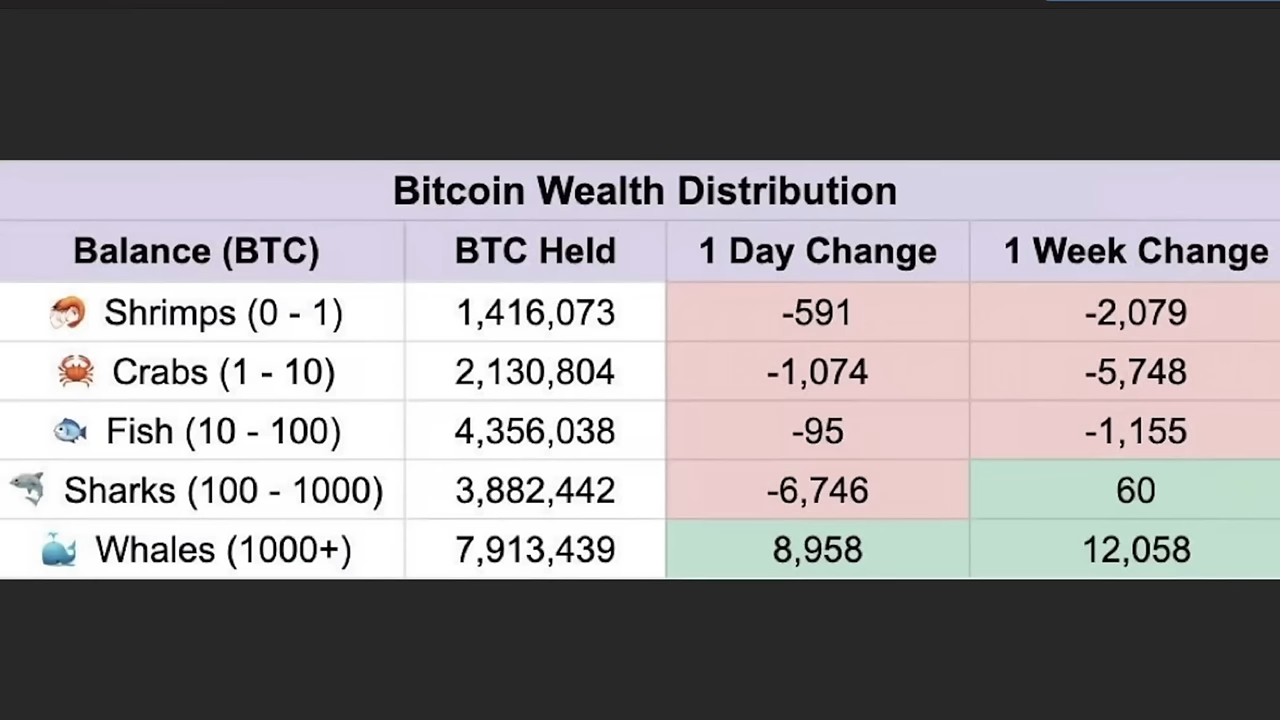 Bitcoin Wealth Distribution
Balance (BTC) BTC Held 1 Day Change 1 Week Change
Shrimps (0 - 1) 1,416,073 -591 -2,079
Crabs (1 - 10) 2,130,804 -1,074 -5,748
Fish (10 - 100) 4,356,038 -95 -1,155
Sharks (100 - 1000) 3,882,442 -6,746 60
Whales (1000+) 7,913,439 8,958 12,058